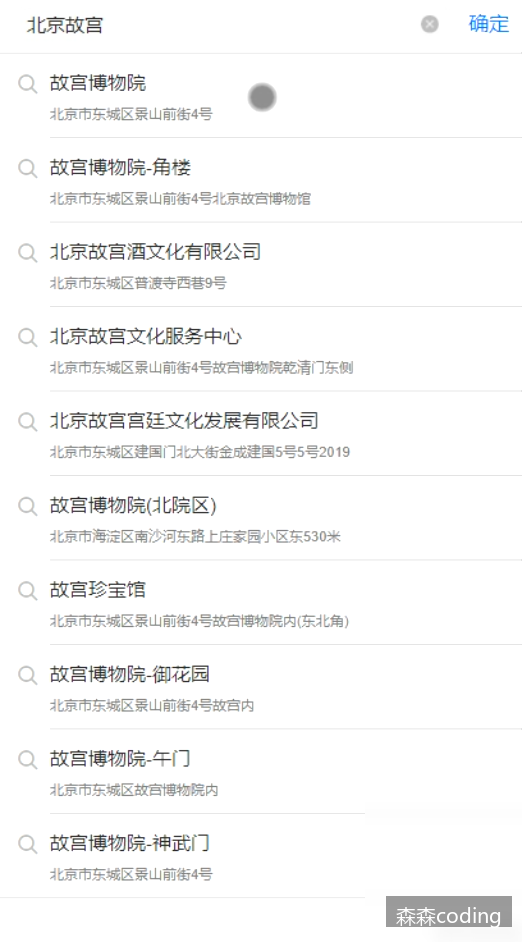 北京故宫
确定
故宫博物院
北京市东城区景山前街4号
故宫博物院-角楼
北京市东城区景山前街4号北京故宫博物馆
北京故宫酒文化有限公司
北京市东城区普渡寺西巷9号
北京故宫文化服务中心
北京市东城区景山前街4号故宫博物院乾清门东侧
北京故宫宫廷文化发展有限公司
北京市东城区建国门北大街金成建国5号5号2019
故宫博物院(北院区)
北京市海淀区南沙河东路上庄家园小区东530米
故宫珍宝馆
北京市东城区景山前街4号故宫博物院内(东北角)
故宫博物院-御花园
北京市东城区景山前街4号故宫内
故宫博物院-午门
北京市东城区故宫博物院内
故宫博物院-神武门
北京市东城区景山前街4号
森森coding